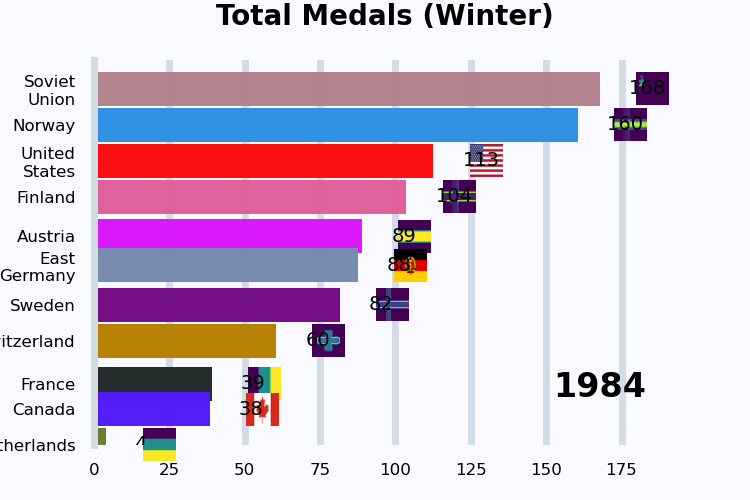 Total Medals (Winter)
Soviet
Union
168
Norway
160
United
States
113
Finland
104
Austria
89
East
Germany
88
Sweden
82
itzerland
60
France
39
Canada
38
1984
therlands
0 25 50 75 100 125 150 175